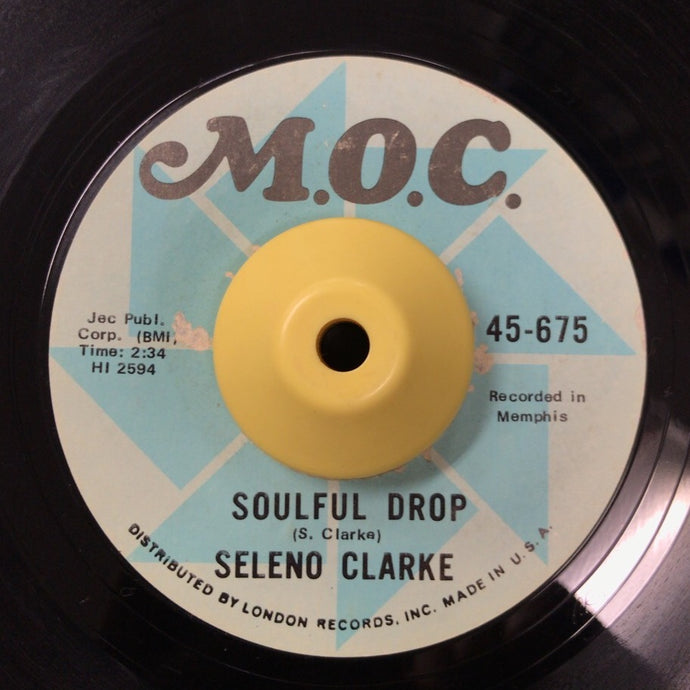 M.O.C.
Jec Publ.
Corp. (BMI)
Time: 2:34
HI 2594
45-675
Recorded in
Memphis
SOULFUL DROP
(S. Clarke)
SELENO CLARKE
DISTRIBUTED BY LONDON RECORDS, INC. MADE IN U.S.A.